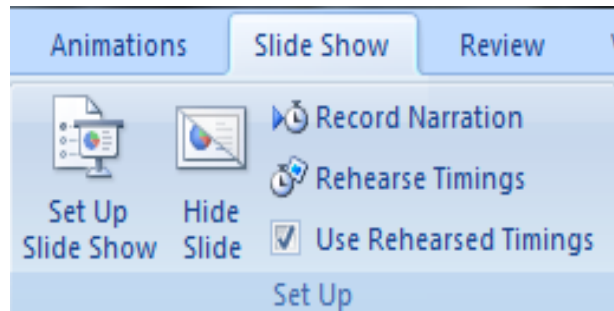 Animations Slide Show Review
Record Narration
Rehearse Timings
Set Up Hide
Slide Show Slide
Use Rehearsed Timings
Set Up